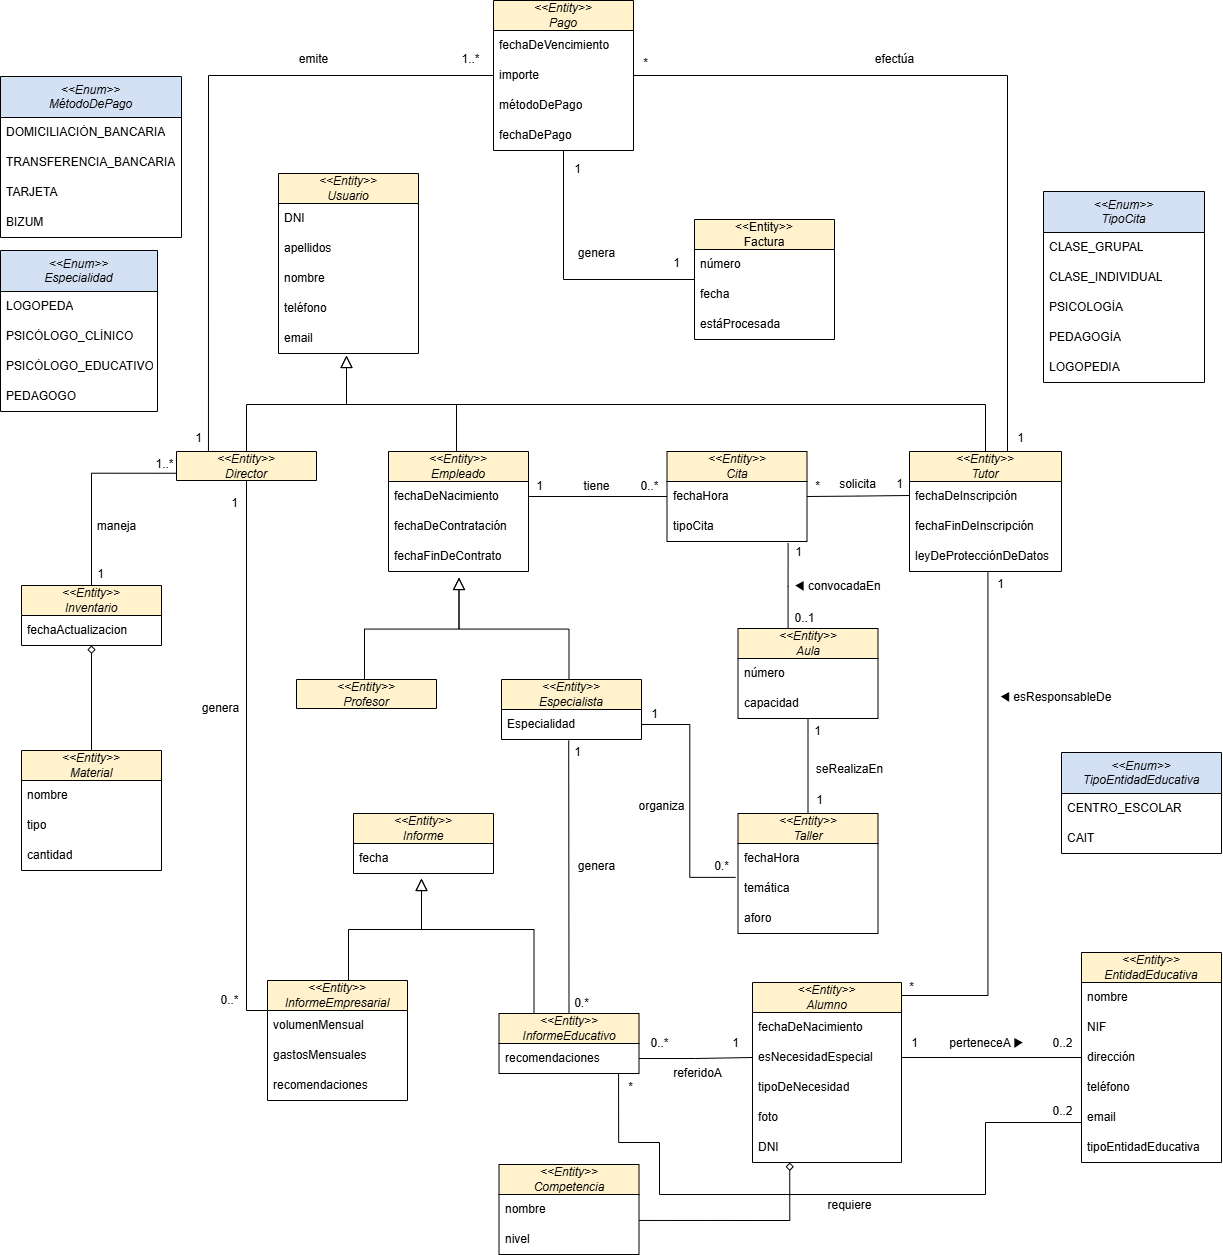 <<Entity>>
Pago
fechaDeVencimiento
importe
métodoDePago
fechaDePago
emite
1..*
*
efectúa
<<Enum>>
MétodoDePago
DOMICILIACIÓN_BANCARIA
TRANSFERENCIA_BANCARIA
TARJETA
BIZUM
<<Entity>>
Usuario
DNI
apellidos
nombre
teléfono
email
1
genera
1
<<Entity>>
Factura
número
fecha
estáProcesada
<<Enum>>
TipoCita
CLASE_GRUPAL
CLASE_INDIVIDUAL
PSICOLOGÍA
PEDAGOGÍA
LOGOPEDIA
<<Enum>>
Especialidad
LOGOPEDA
PSICÓLOGO_CLÍNICO
PSICÓLOGO_EDUCATIVO
PEDAGOGO
1
1
1..*
<<Entity>>
Director
1
<<Entity>>
Empleado
fechaDeNacimiento
fechaDeContratación
fechaFinDeContrato
1
tiene
0..*
<<Entity>>
Cita
fechaHora
tipoCita
*
solicita
1
<<Entity>>
Tutor
fechaDeInscripción
fechaFinDeInscripción
leyDeProtecciónDeDatos
maneja
1
1
◀ convocadaEn
0..1
1
<<Entity>>
Inventario
fechaActualizacion
<<Entity>>
Aula
número
capacidad
<<Entity>>
Profesor
<<Entity>>
Especialista
Especialidad
1
1
genera
◀ esResponsableDe
1
seRealizaEn
1
<<Entity>>
Material
nombre
tipo
cantidad
<<Enum>>
TipoEntidadEducativa
CENTRO_ESCOLAR
CAIT
organiza
0.*
<<Entity>>
Informe
fecha
genera
<<Entity>>
Taller
fechaHora
temática
aforo
0..*
<<Entity>>
InformeEmpresarial
volumenMensual
gastosMensuales
recomendaciones
0.*
<<Entity>>
InformeEducativo
recomendaciones
0..*
1
referidoA
*
<<Entity>>
Alumno
fechaDeNacimiento
esNecesidadEspecial
tipoDeNecesidad
foto
DNI
*
1
perteneceA ▶
0..2
0..2
<<Entity>>
EntidadEducativa
nombre
NIF
dirección
teléfono
email
tipoEntidadEducativa
requiere
<<Entity>>
Competencia
nombre
nivel